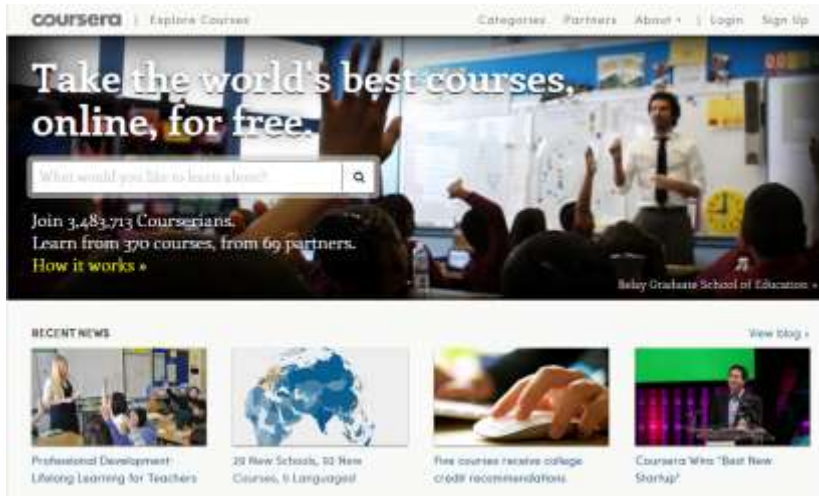 coursera | Explore Courses
Categories Partners About ▾ | Login Sign Up
Take the world's best courses,
online, for free.
What would you like to learn about?
Join 3,483,713 Courserians.
Learn from 370 courses, from 69 partners.
How it works »
Relay Graduate School of Education »
RECENT NEWS
View blog ›
Professional Development:
Lifelong Learning for Teachers
29 New Schools, 92 New
Courses, 5 Languages!
Five courses receive college
credit recommendations
Coursera Wins "Best New
Startup"